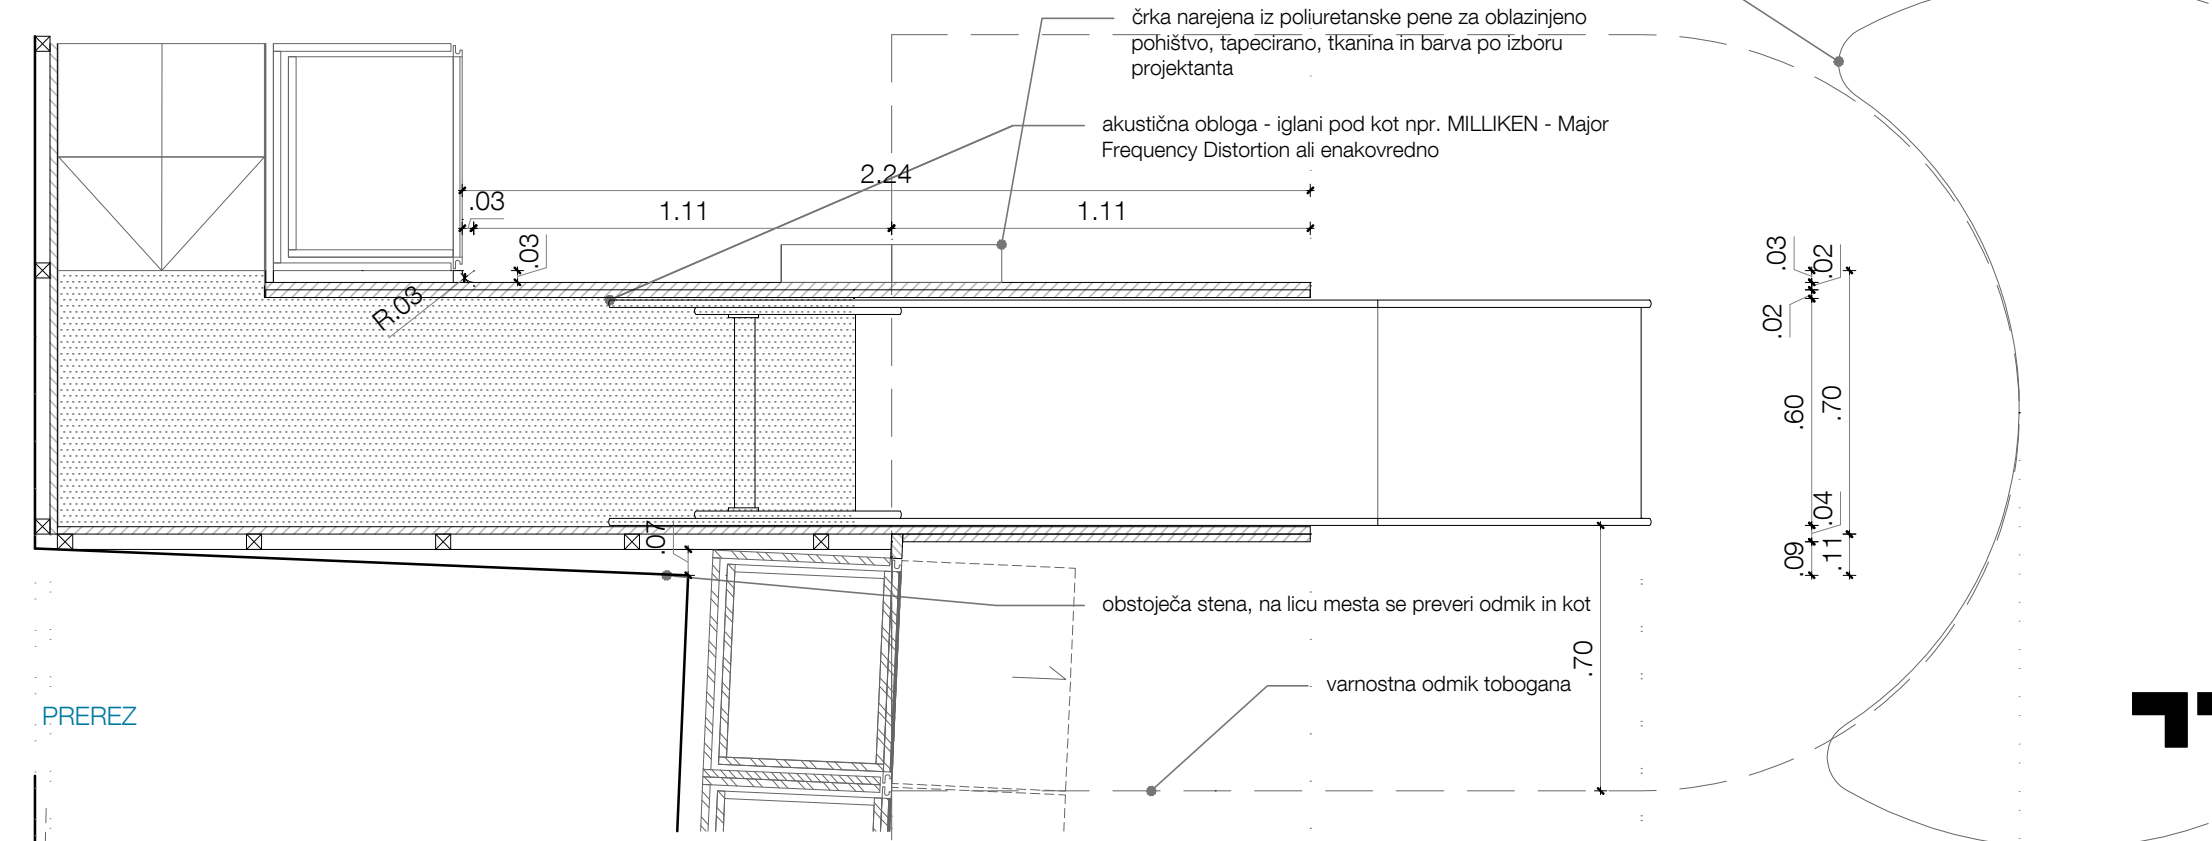 črka narejena iz poliuretanske pene za oblazinjeno
pohištvo, tapecirano, tkanina in barva po izboru
projektanta
akustična obloga - iglani pod kot npr. MILLIKEN - Major
Frequency Distortion ali enakovredno
2.24
.03
1.11
1.11
.03
R.03
.03
.02
.02
.60
.70
.04
.09
.11
.07
obstoječa stena, na licu mesta se preveri odmik in kot
.70
varnostna odmik tobogana
PREREZ